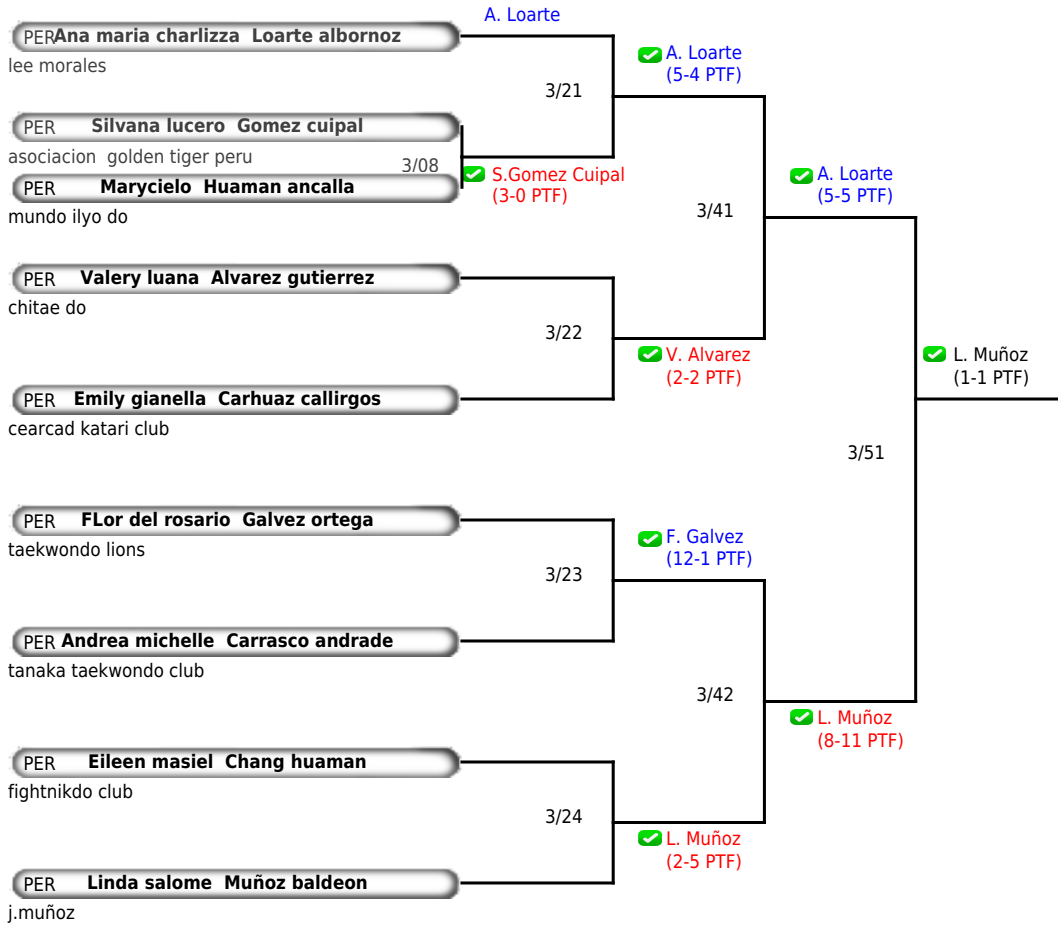 A. Loarte
PER Ana maria charlizza Loarte albornoz
lee morales
A. Loarte
(5-4 PTF)
3/21
PER Silvana lucero Gomez cuipal
asociacion golden tiger peru
3/08
S.Gomez Cuipal
(3-0 PTF)
PER Marycielo Huaman ancalla
mundo ilyo do
A. Loarte
(5-5 PTF)
3/41
PER Valery luana Alvarez gutierrez
chitae do
3/22
V. Alvarez
(2-2 PTF)
L. Muñoz
(1-1 PTF)
PER Emily gianella Carhuaz callirgos
cearcad katari club
3/51
PER FLor del rosario Galvez ortega
taekwondo lions
F. Galvez
(12-1 PTF)
3/23
PER Andrea michelle Carrasco andrade
tanaka taekwondo club
3/42
L. Muñoz
(8-11 PTF)
PER Eileen masiel Chang huaman
fightnikdo club
3/24
L. Muñoz
(2-5 PTF)
PER Linda salome Muñoz baldeon
j.muñoz